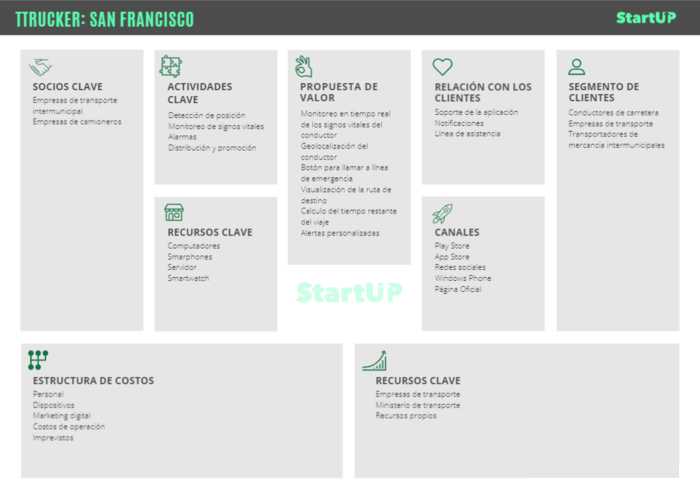 TTRUCKER: SAN FRANCISCO
StartUP
SOCIOS CLAVE
Empresas de transporte
intermunicipal
Empresas de camioneros
ACTIVIDADES
CLAVE
Detección de posición
Monitoreo de signos vitales
Alarmas
Distribución y promoción
RECURSOS CLAVE
Computadores
Smarphones
Servidor
Smartwatch
PROPUESTA DE
VALOR
Monitoreo en tiempo real
de los signos vitales del
conductor
Geolocalización del
conductor
Botón para llamar a línea
de emergencia
Visualización de la ruta de
destino
Calculo del tiempo restante
del viaje
Alertas personalizadas
StartUP
RELACIÓN CON LOS
CLIENTES
Soporte de la aplicación
Notificaciones
Línea de asistencia
CANALES
Play Store
App Store
Redes sociales
Windows Phone
Página Oficial
SEGMENTO DE
CLIENTES
Conductores de carretera
Empresas de transporte
Transportadores de
mercancia intermunicipales
ESTRUCTURA DE COSTOS
Personal
Dispositivos
Marketing digital
Costos de operación
Imprevistos
RECURSOS CLAVE
Empresas de transporte
Ministerio de transporte
Recursos propios